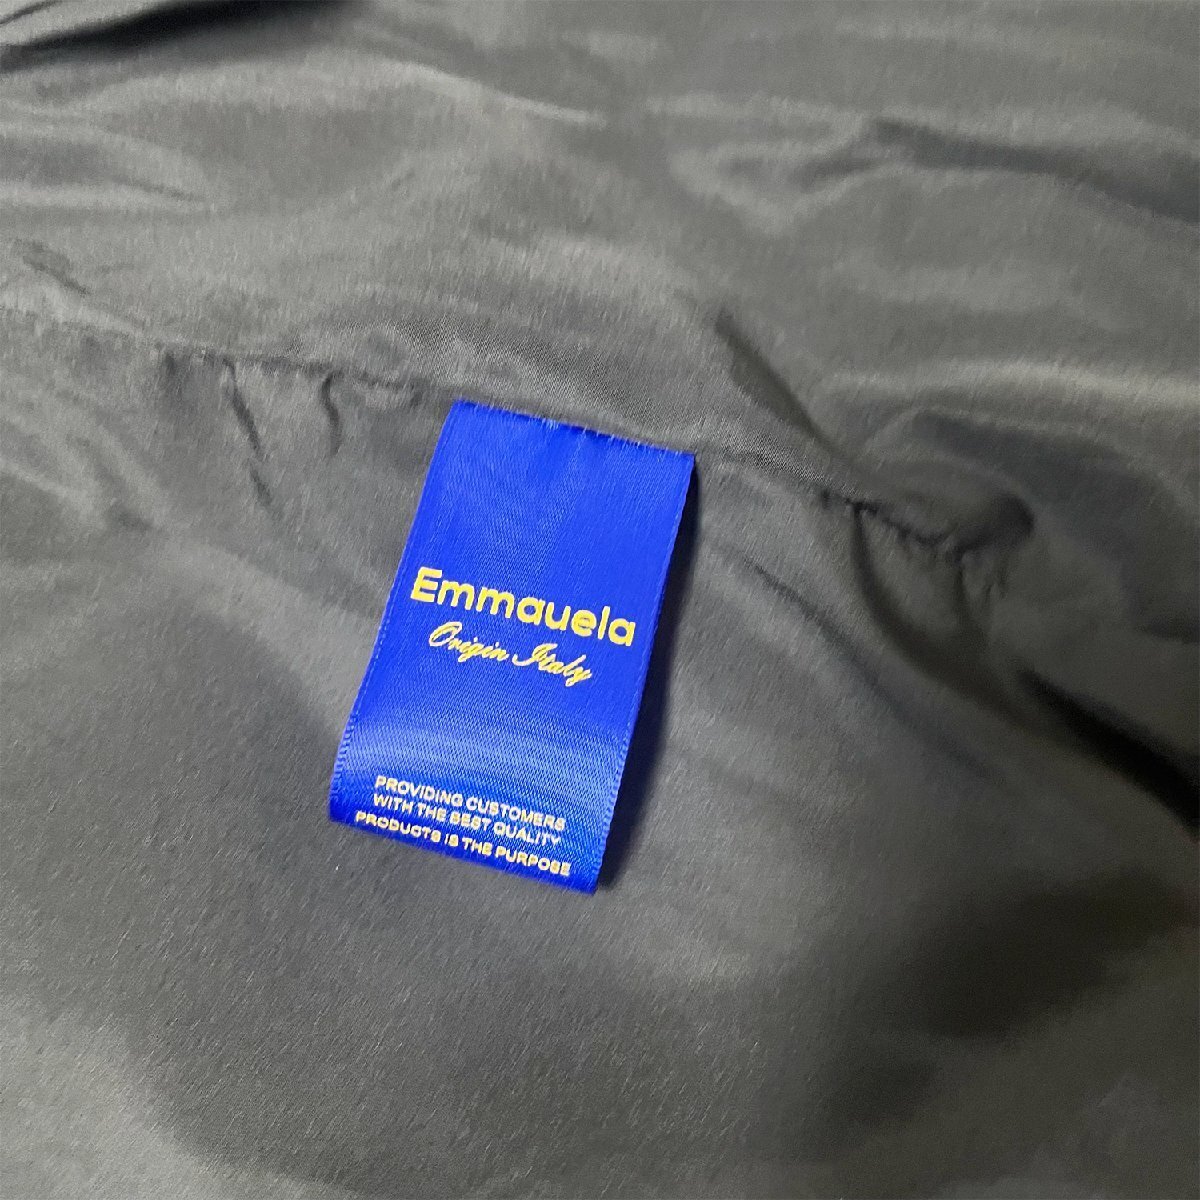 Emmauela
Origin Italy
PROVIDING CUSTOMERS
WITH THE BEST QUALITY
PRODUCTS IS THE PURPOSE